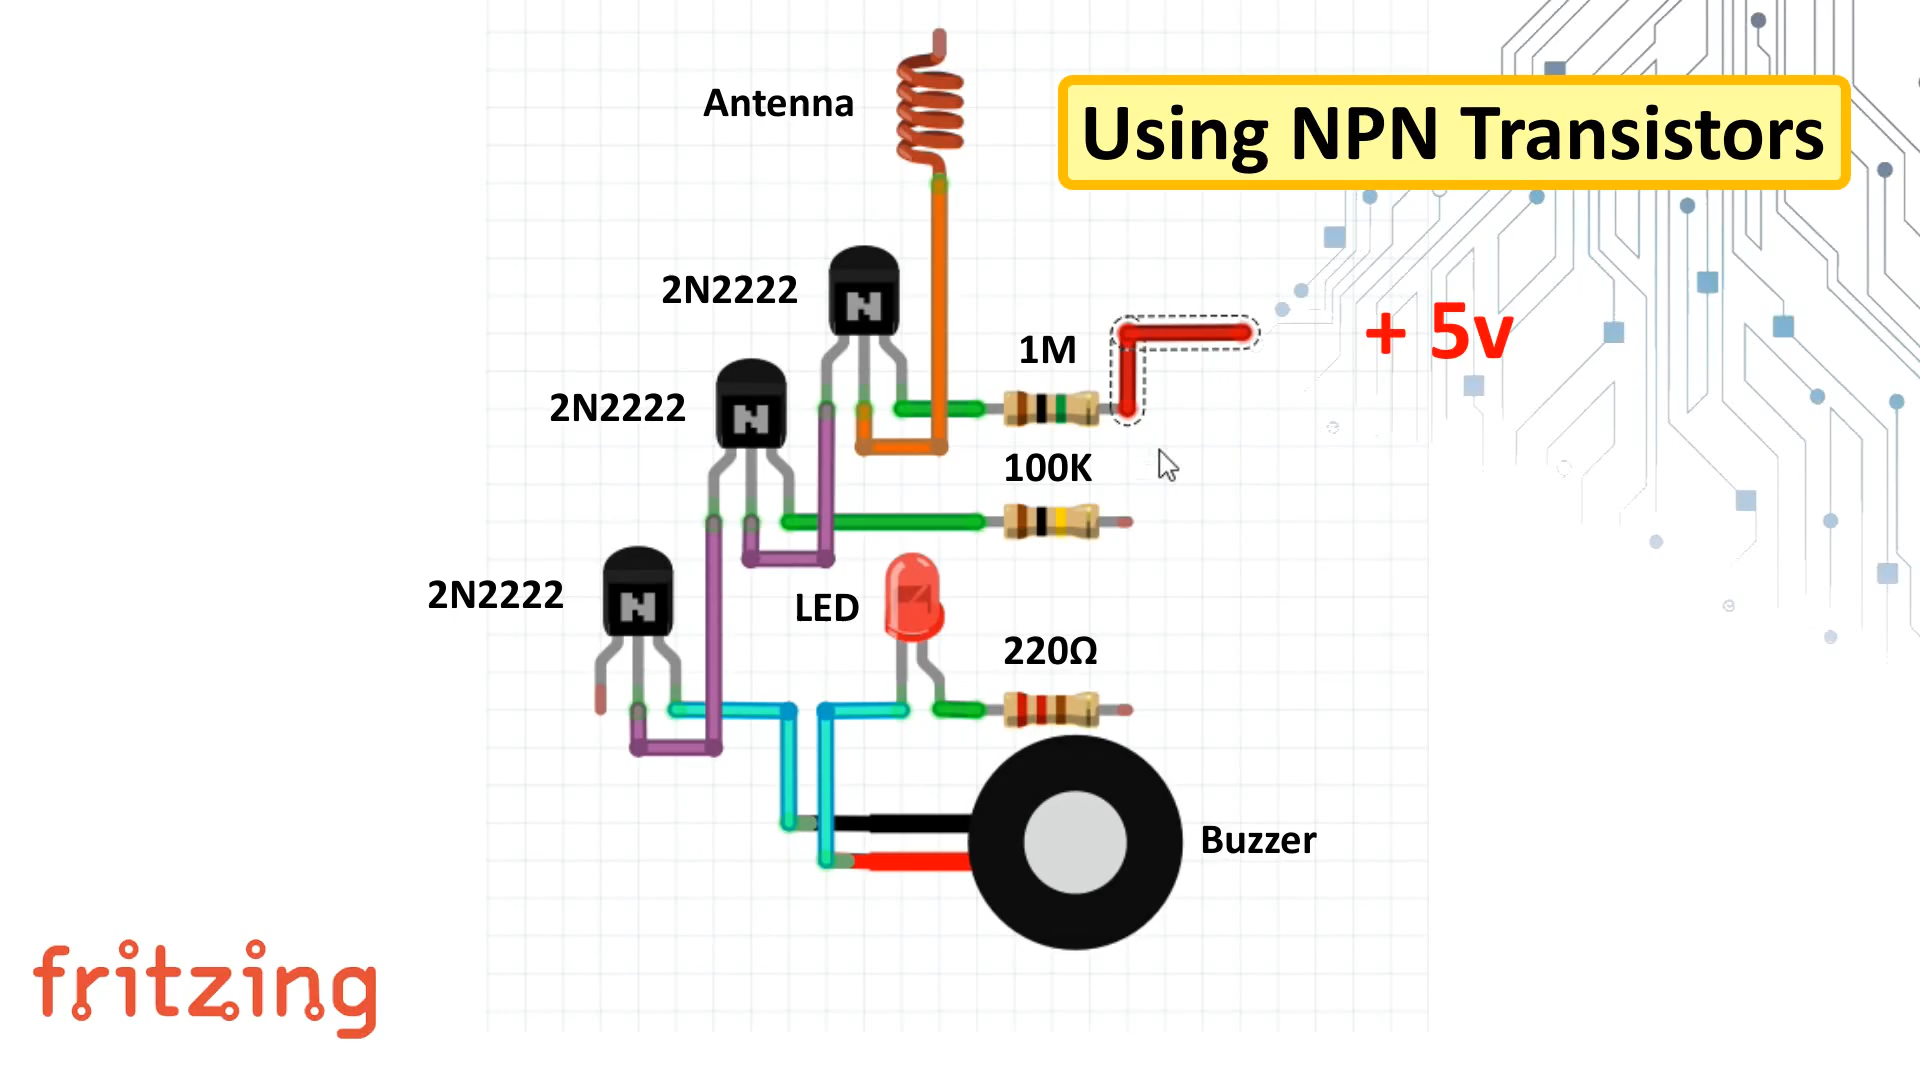 Antenna
Using NPN Transistors
2N2222
+ 5v
1M
2N2222
100K
2N2222
LED
220Ω
Buzzer
fritzing
N
N
N